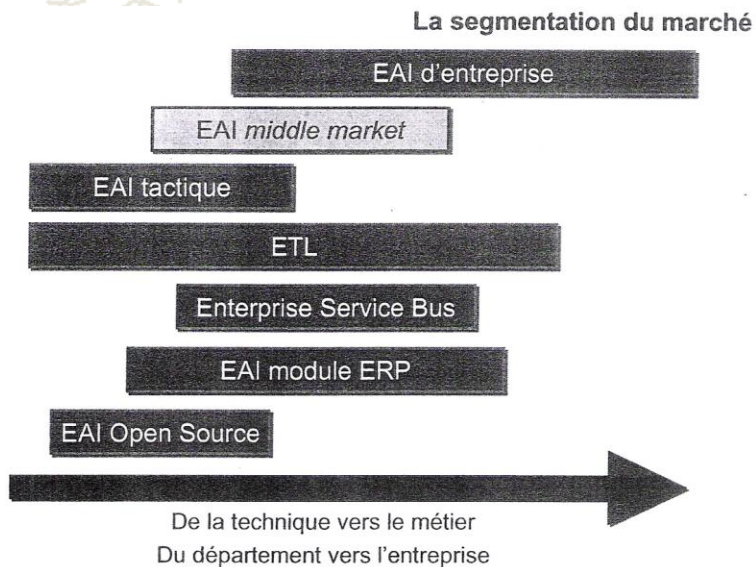 La segmentation du marché
EAI d'entreprise
EAI middle market
EAI tactique
ETL
Enterprise Service Bus
EAI module ERP
EAI Open Source
De la technique vers le métier
Du département vers l'entreprise